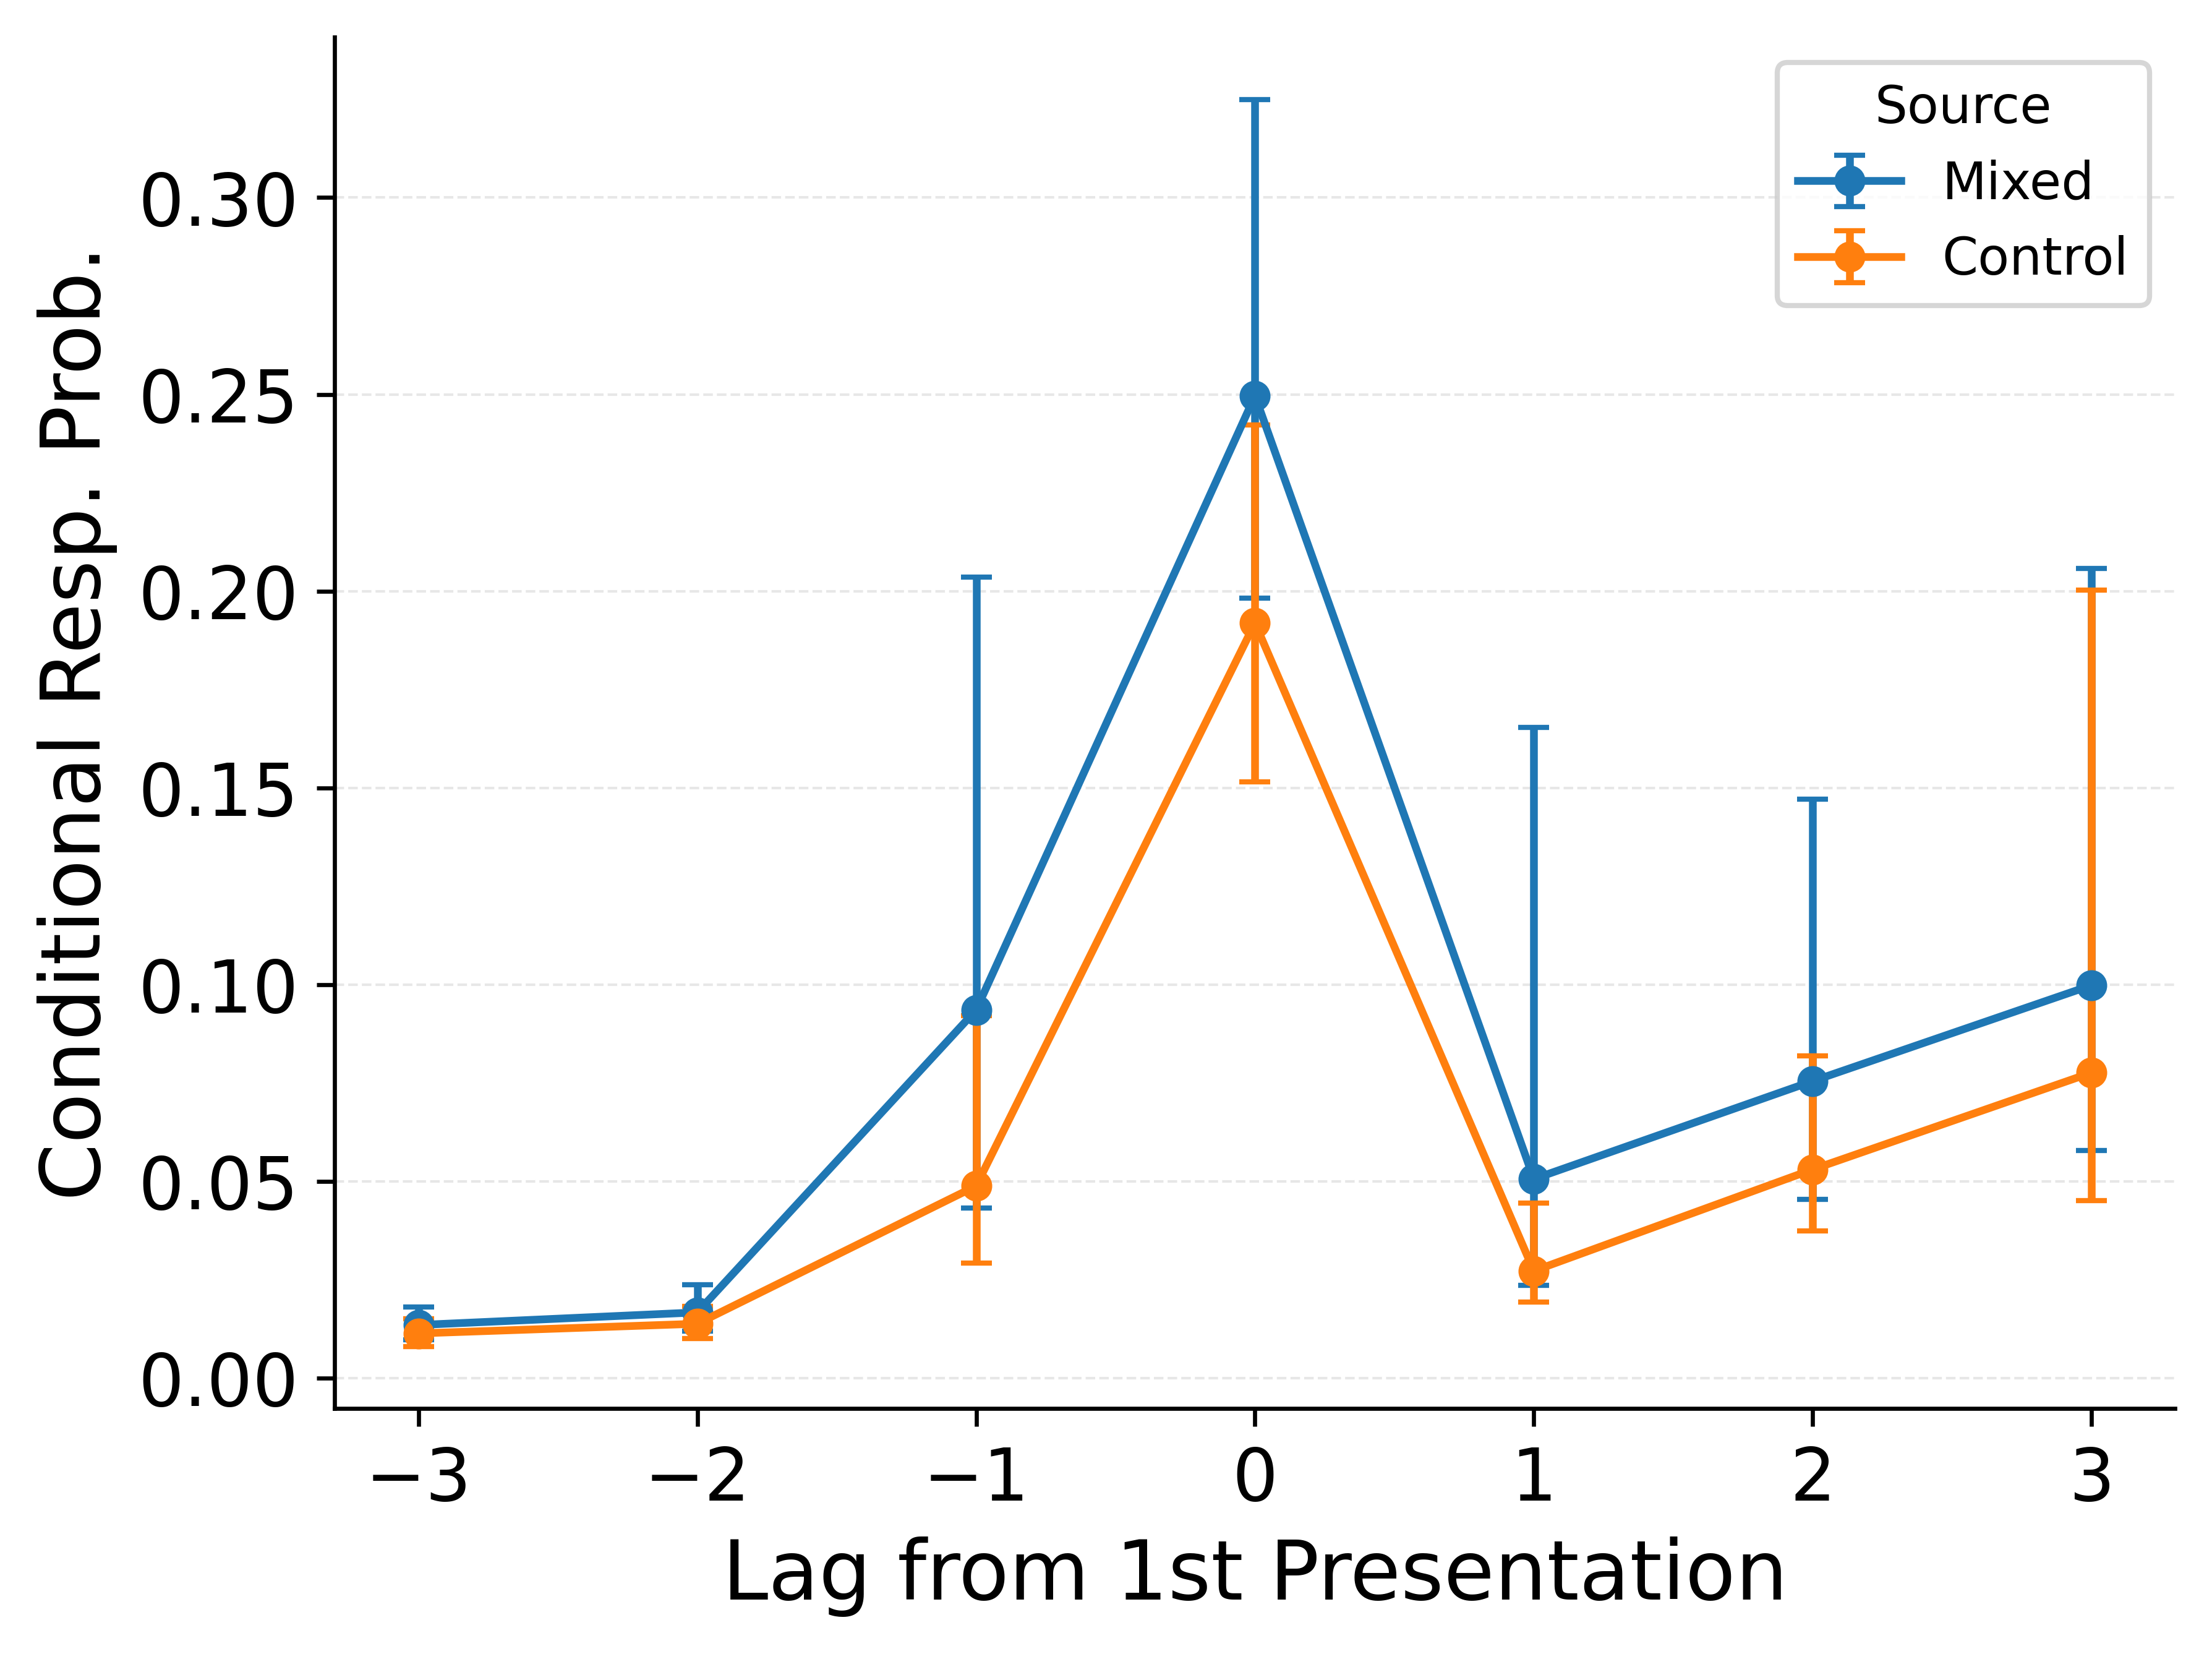 Source
Mixed
Control
Conditional Resp. Prob.
0.30
0.25
0.20
0.15
0.10
0.05
0.00
−3 −2 −1 0 1 2 3
Lag from 1st Presentation